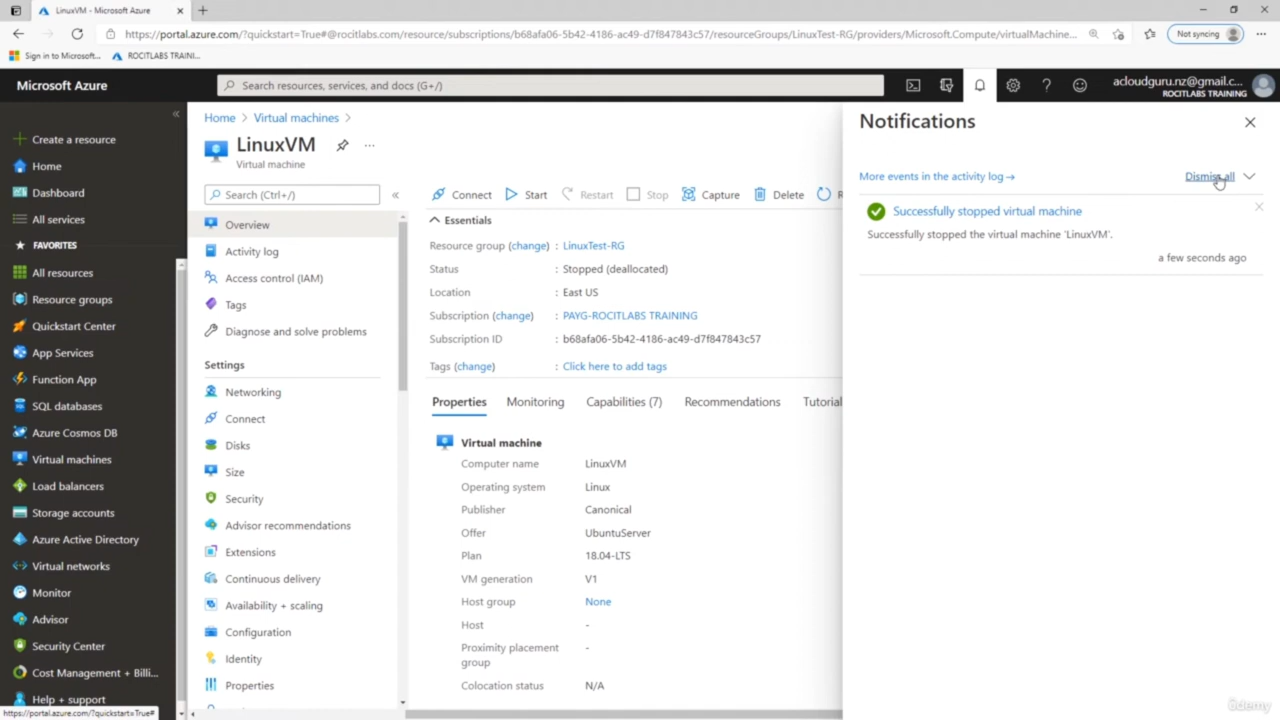 LinuxVM - Microsoft Azure
https://portal.azure.com/?quickstart=True#@rocitlabs.com/resource/subscriptions/b68afa06-5b42-4186-ac49-d7f847843c57/resourceGroups/LinuxTest-RG/providers/Microsoft.Compute/virtualMachine...
Not syncing
Sign in to Microsoft...
ROCITLABS TRAINI...
Microsoft Azure
Search resources, services, and docs (G+/)
acloudguru.nz@gmail.c...
ROCITLABS TRAINING
Create a resource
Home
Dashboard
All services
FAVORITES
All resources
Resource groups
Quickstart Center
App Services
Function App
SQL databases
Azure Cosmos DB
Virtual machines
Load balancers
Storage accounts
Azure Active Directory
Virtual networks
Monitor
Advisor
Security Center
Cost Management + Billi...
Help + support
https://portal.azure.com/?quickstart=True#
Home > Virtual machines >
LinuxVM
...
Virtual machine
Search (Ctrl+/)
«
Overview
Activity log
Access control (IAM)
Tags
Diagnose and solve problems
Settings
Networking
Connect
Disks
Size
Security
Advisor recommendations
Extensions
Continuous delivery
Availability + scaling
Configuration
Identity
Properties
Connect Start Restart Stop Capture Delete R
Essentials
Resource group (change) : LinuxTest-RG
Status : Stopped (deallocated)
Location : East US
Subscription (change) : PAYG-ROCITLABS TRAINING
Subscription ID : b68afa06-5b42-4186-ac49-d7f847843c57
Tags (change) : Click here to add tags
Properties Monitoring Capabilities (7) Recommendations Tutorial
Virtual machine
Computer name LinuxVM
Operating system Linux
Publisher Canonical
Offer UbuntuServer
Plan 18.04-LTS
VM generation V1
Host group None
Host -
Proximity placement group -
Colocation status N/A
Notifications
More events in the activity log →
Dismiss all
Successfully stopped virtual machine
Successfully stopped the virtual machine 'LinuxVM'.
a few seconds ago
ûdemy